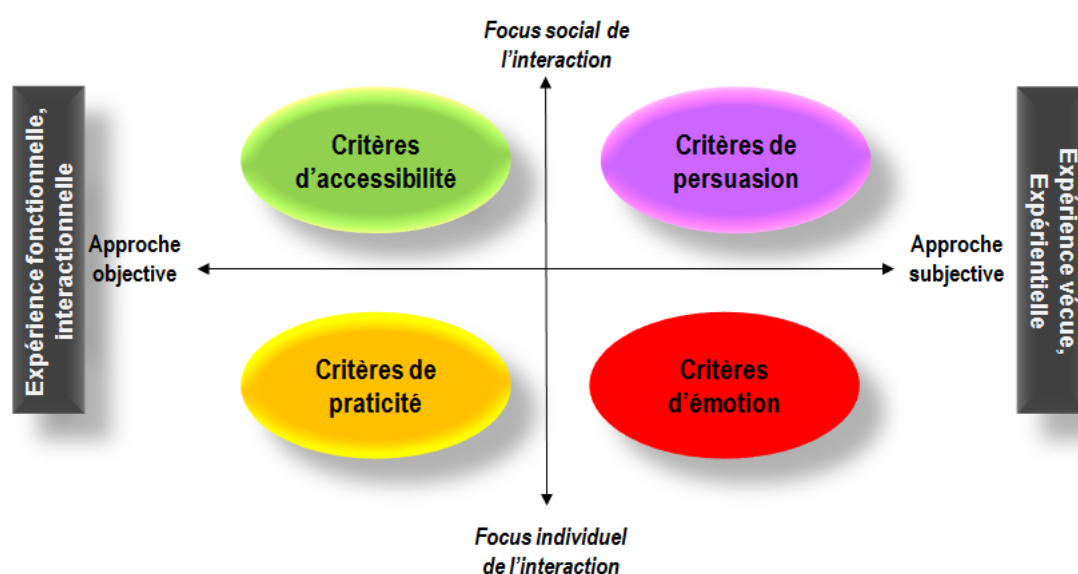 Focus social de
l'interaction
Expérience fonctionnelle,
interactionnelle
Critères
d'accessibilité
Critères de
persuasion
Expérience vécue,
Expérientielle
Approche
objective
Approche
subjective
Critères de
praticité
Critères
d'émotion
Focus individuel
de l'interaction